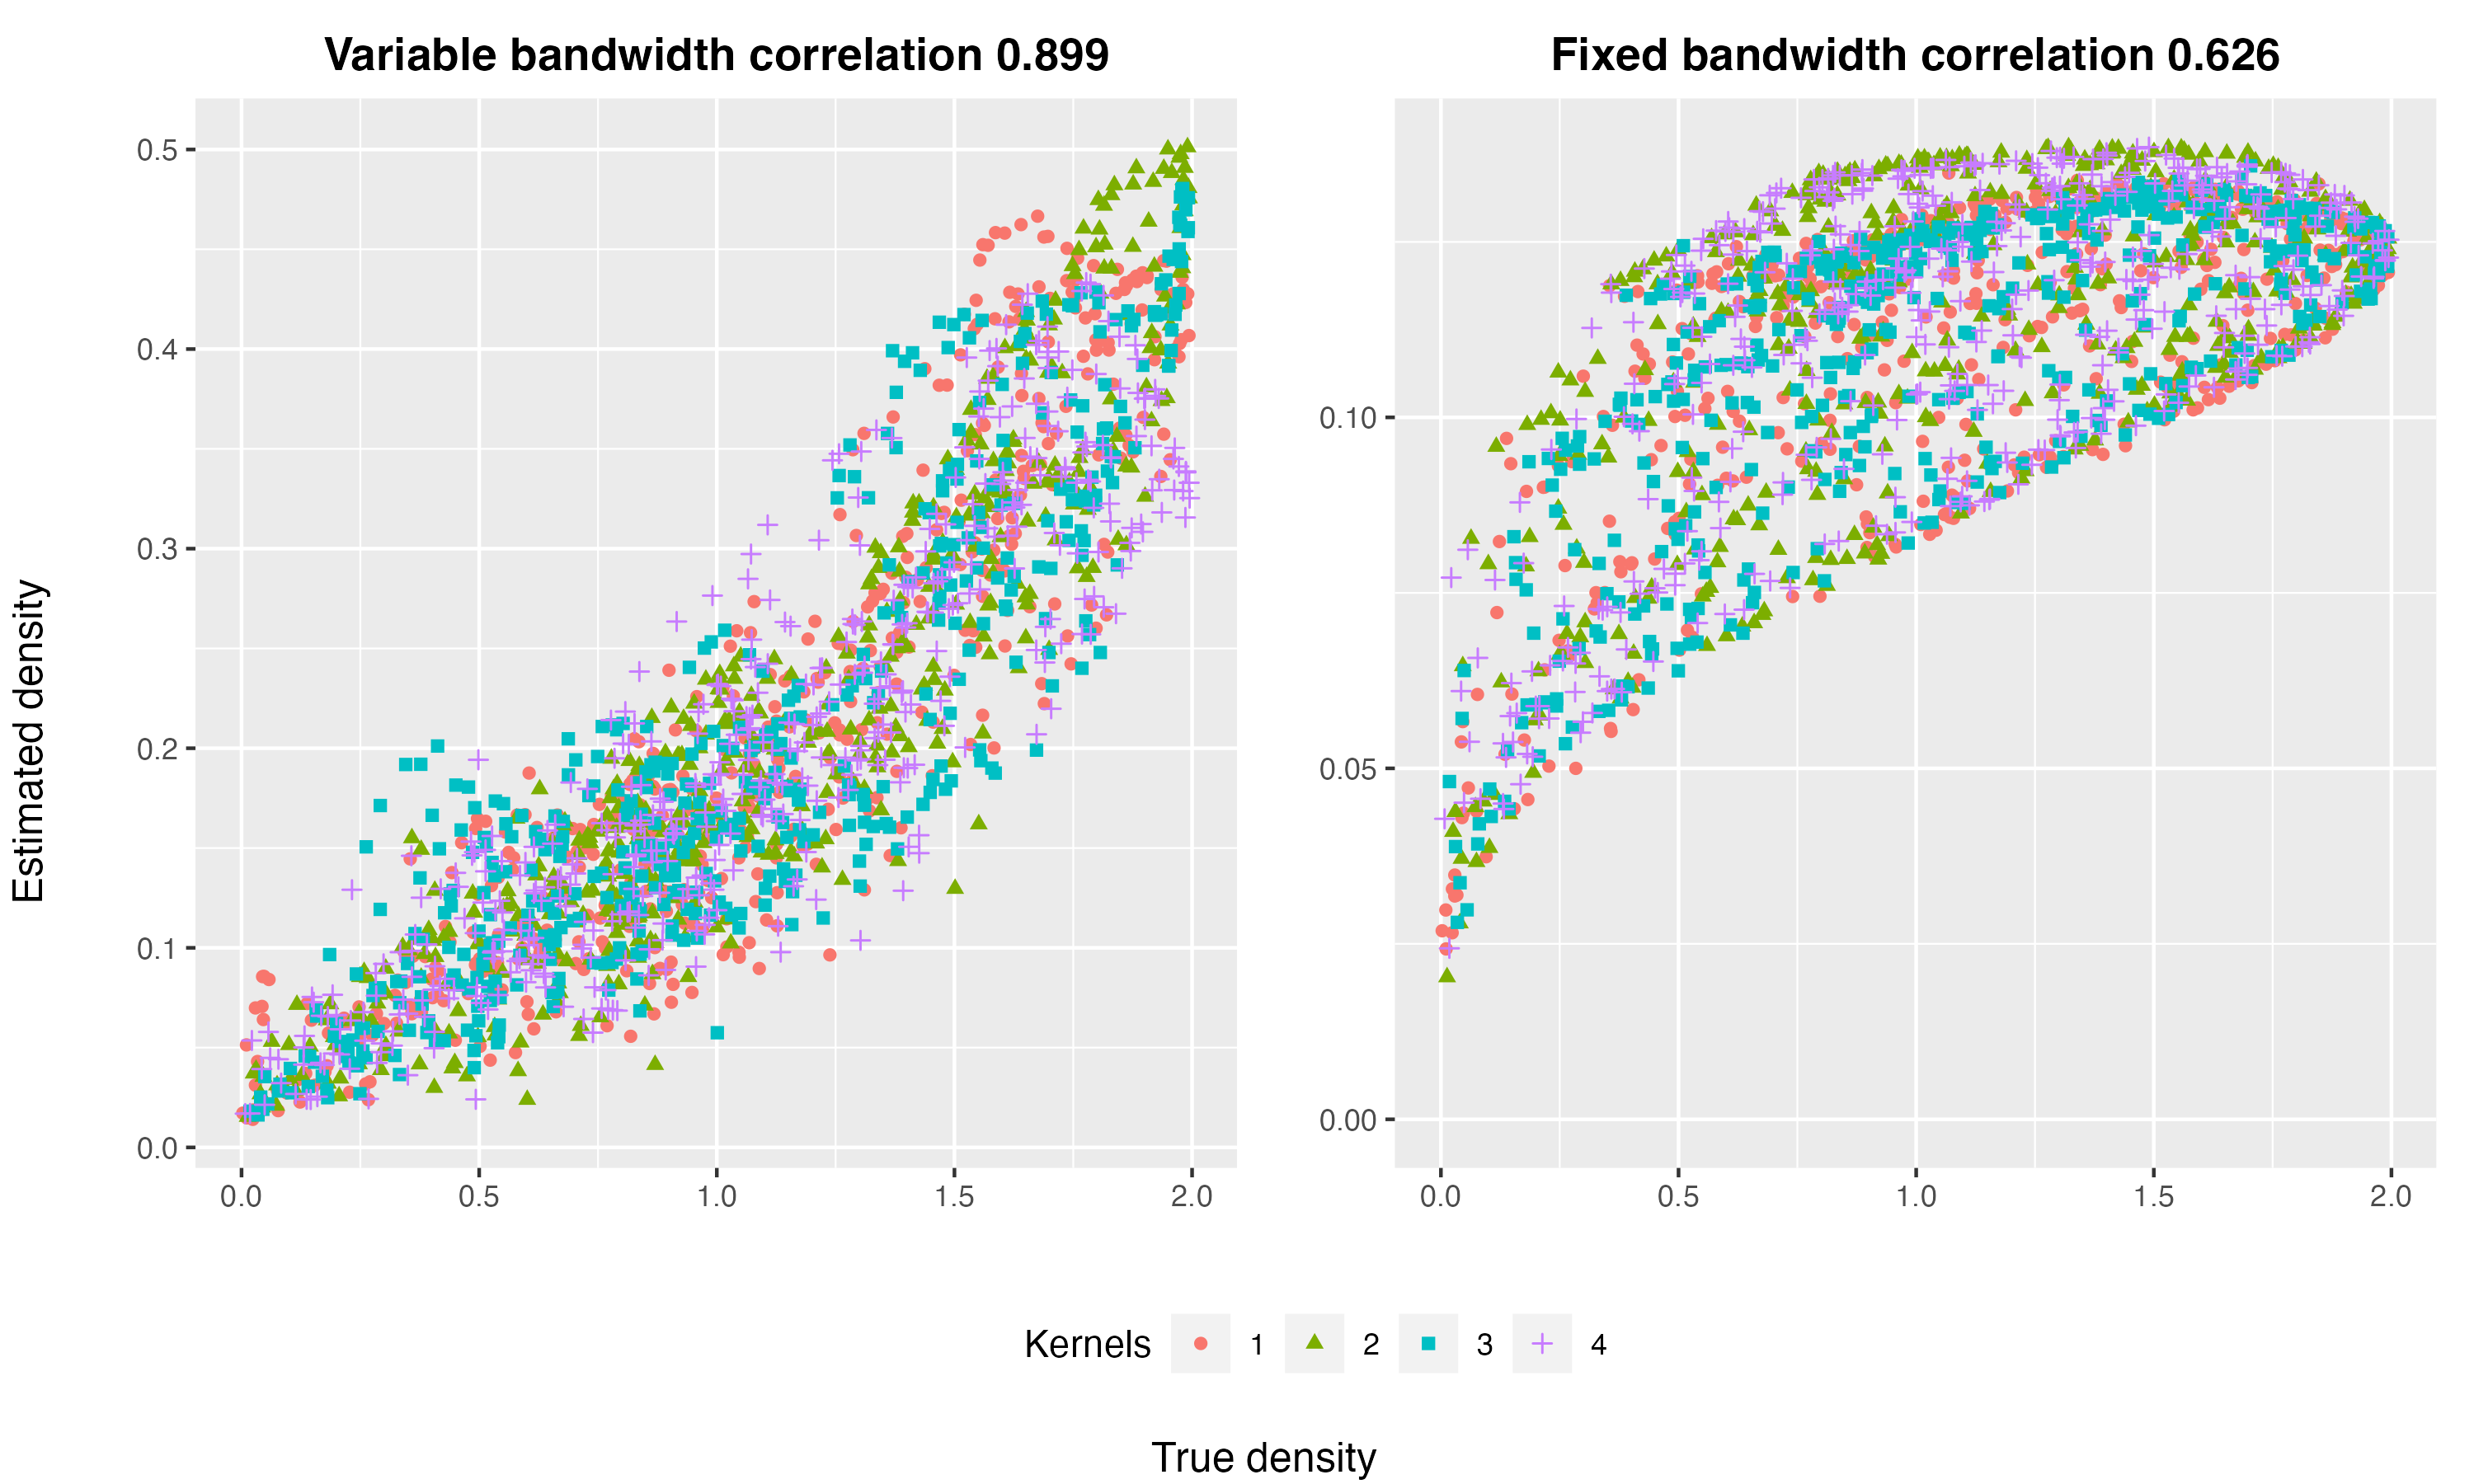 Variable bandwidth correlation 0.899
Fixed bandwidth correlation 0.626
Estimated density
0.5
0.4
0.3
0.2
0.1
0.0
0.0 0.5 1.0 1.5 2.0
0.10
0.05
0.00
0.0 0.5 1.0 1.5 2.0
Kernels 1 2 3 4
True density